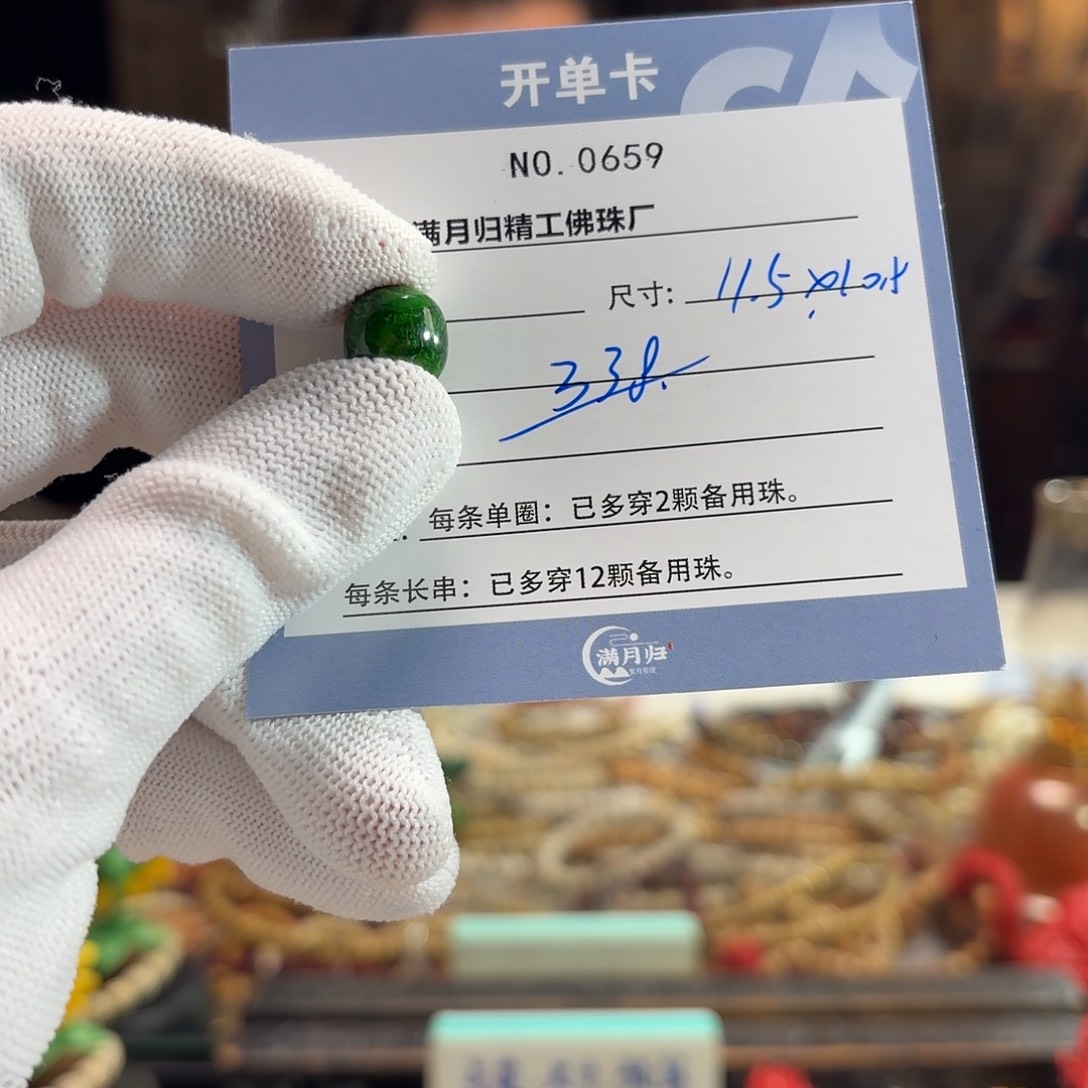 开单卡
NO. 0659
满月归精工佛珠厂
尺寸: 11.5
338.
每条单圈：已多穿2颗备用珠。
每条长串：已多穿12颗备用珠。
满月归